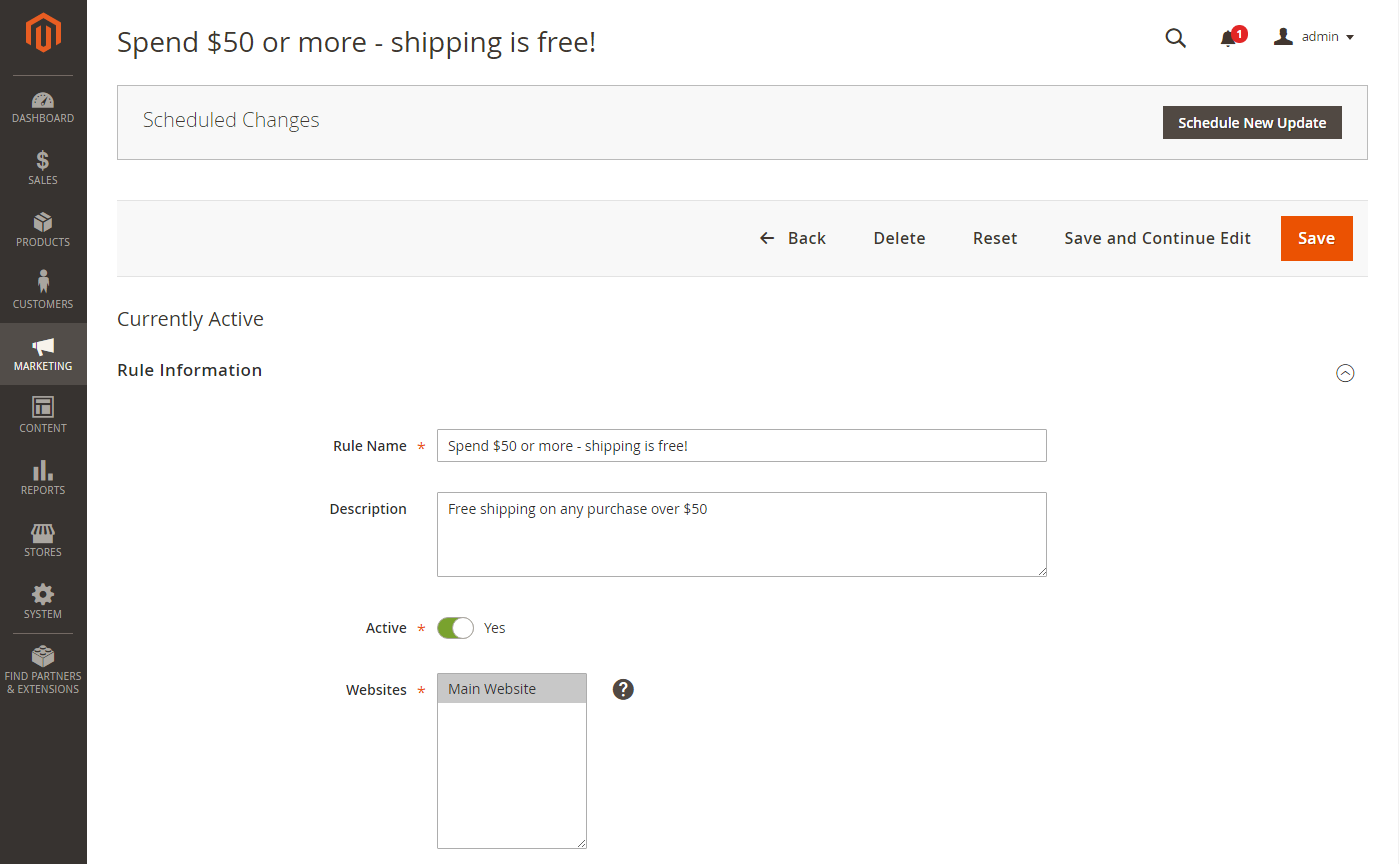 Spend $50 or more - shipping is free!
1
admin
Scheduled Changes
Schedule New Update
Back
Delete
Reset
Save and Continue Edit
Save
DASHBOARD
SALES
PRODUCTS
CUSTOMERS
MARKETING
CONTENT
REPORTS
STORES
SYSTEM
FIND PARTNERS
& EXTENSIONS
Currently Active
Rule Information
Rule Name * Spend $50 or more - shipping is free!
Description Free shipping on any purchase over $50
Active * Yes
Websites * Main Website ?